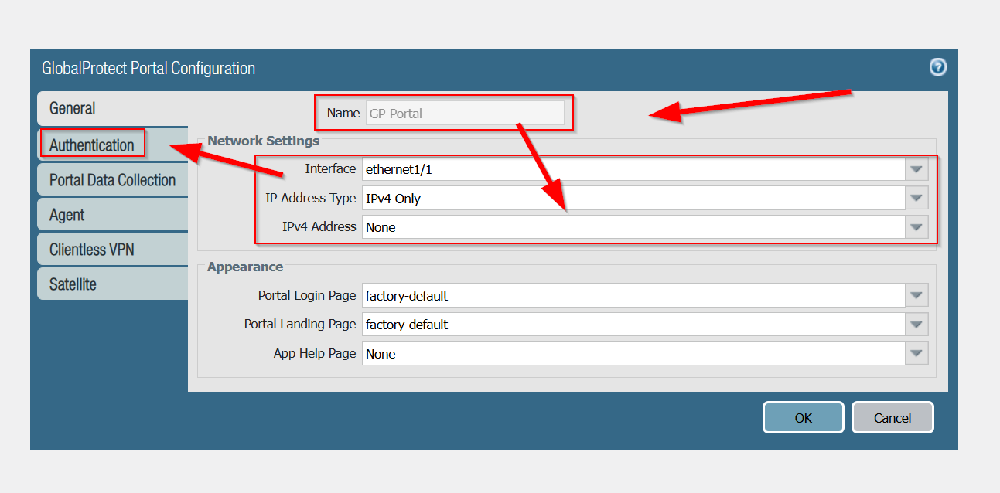 GlobalProtect Portal Configuration
?
General
Authentication
Portal Data Collection
Agent
Clientless VPN
Satellite
Name GP-Portal
Network Settings
Interface ethernet1/1
IP Address Type IPv4 Only
IPv4 Address None
Appearance
Portal Login Page factory-default
Portal Landing Page factory-default
App Help Page None
OK Cancel